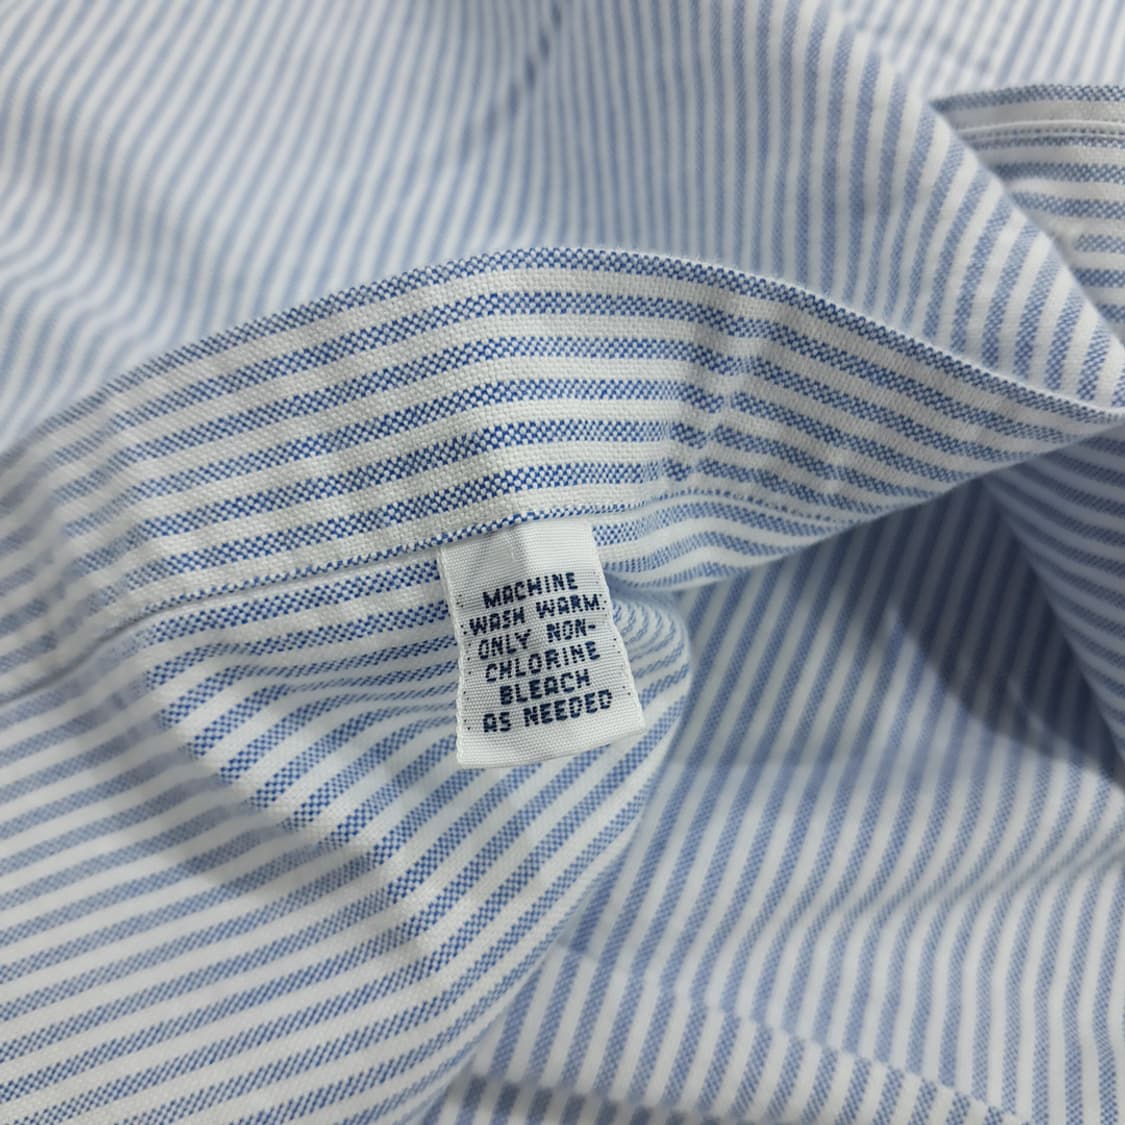 MACHINE
WASH WARM
ONLY NON-
CHLORINE
BLEACH
AS NEEDED